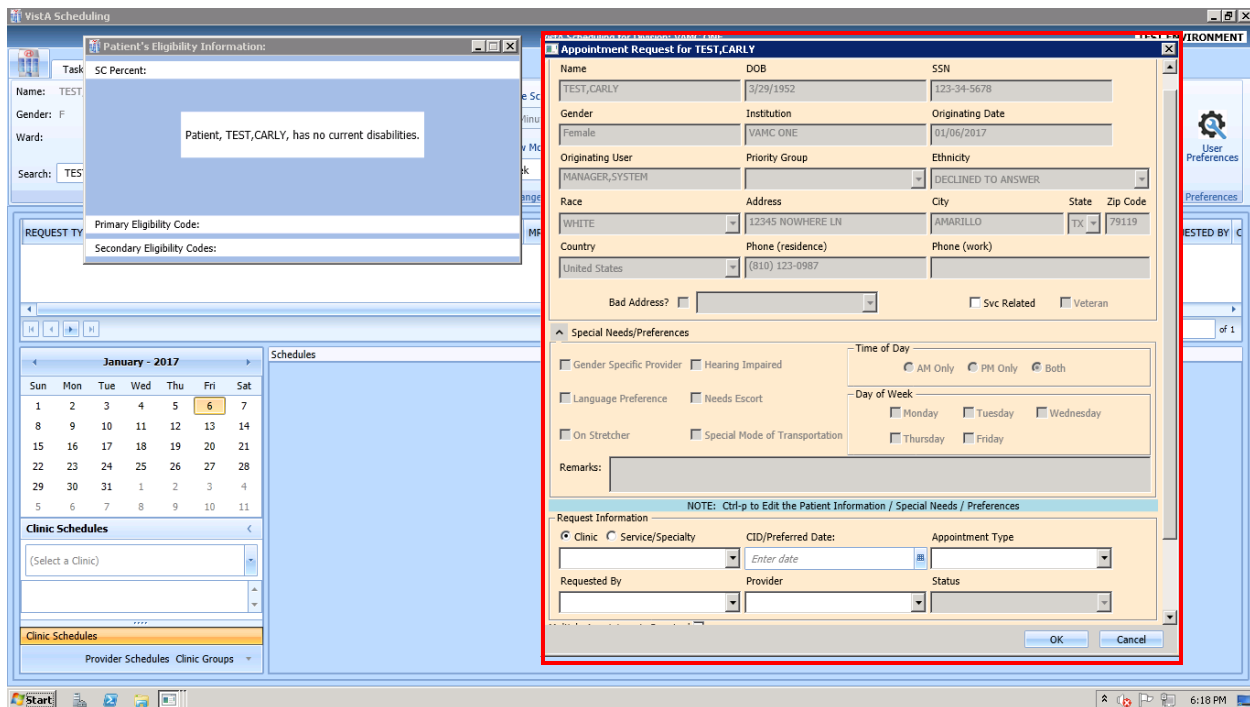 VistA Scheduling
VistA Scheduling for Division: VAMC ONE
TEST ENVIRONMENT
Task
Name: TEST
Gender: F
Ward:
Search: TES
User
Preferences
Preferences
Patient's Eligibility Information:
SC Percent:
Patient, TEST,CARLY, has no current disabilities.
Primary Eligibility Code:
Secondary Eligibility Codes:
REQUEST TY
of 1
January - 2017
Sun Mon Tue Wed Thu Fri Sat
1 2 3 4 5 6 7
8 9 10 11 12 13 14
15 16 17 18 19 20 21
22 23 24 25 26 27 28
29 30 31 1 2 3 4
5 6 7 8 9 10 11
Clinic Schedules
(Select a Clinic)
Clinic Schedules
Provider Schedules Clinic Groups
Schedules
Appointment Request for TEST,CARLY
Name DOB SSN
TEST,CARLY 3/29/1952 123-34-5678
Gender Institution Originating Date
Female VAMC ONE 01/06/2017
Originating User Priority Group Ethnicity
MANAGER,SYSTEM DECLINED TO ANSWER
Race Address City State Zip Code
WHITE 12345 NOWHERE LN AMARILLO TX 79119
Country Phone (residence) Phone (work)
United States (810) 123-0987
Bad Address? Svc Related Veteran
Special Needs/Preferences
Gender Specific Provider Hearing Impaired
Language Preference Needs Escort
On Stretcher Special Mode of Transportation
Time of Day
AM Only PM Only Both
Day of Week
Monday Tuesday Wednesday
Thursday Friday
Remarks:
NOTE: Ctrl-p to Edit the Patient Information / Special Needs / Preferences
Request Information
Clinic Service/Specialty CID/Preferred Date: Appointment Type
Enter date
Requested By Provider Status
OK Cancel
Start
6:18 PM